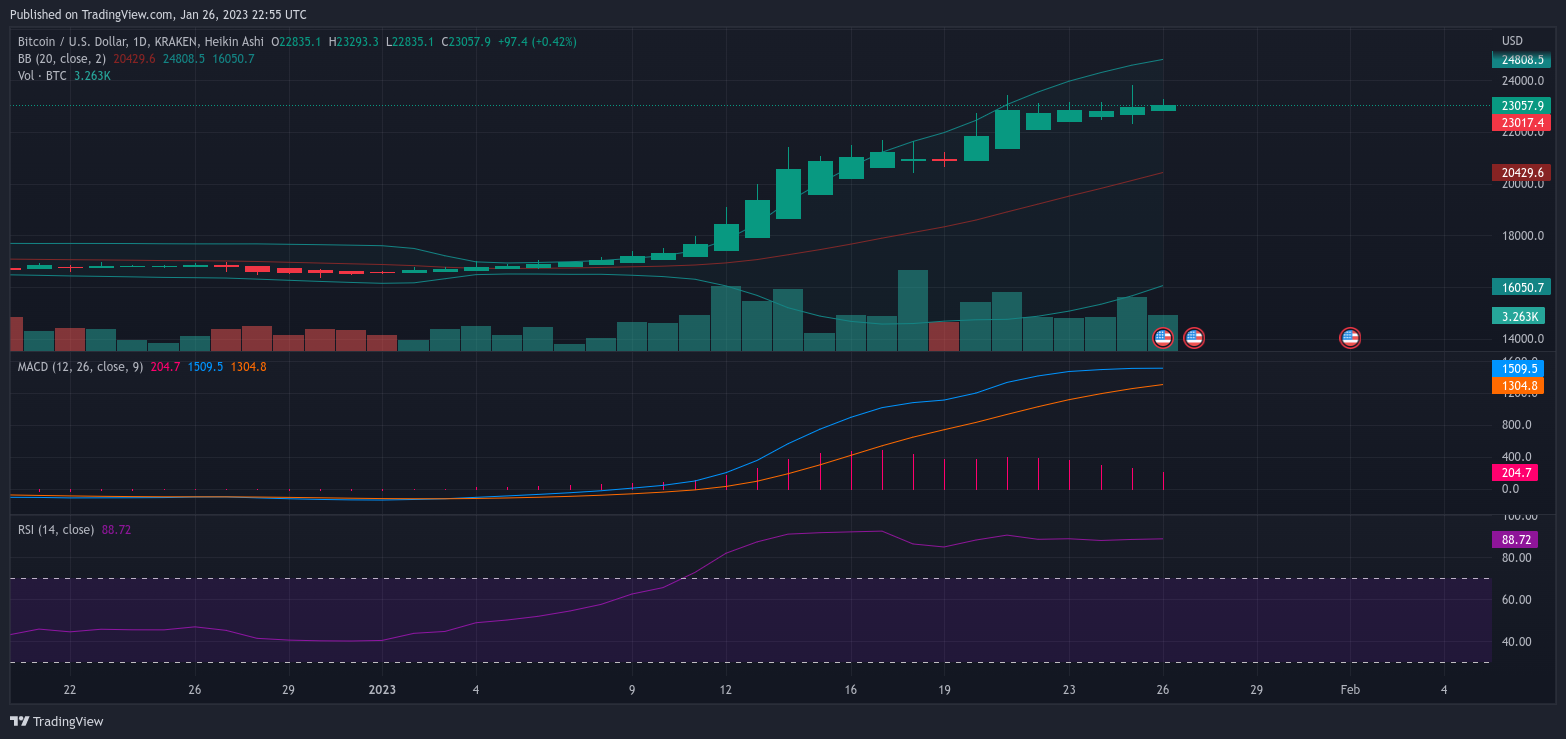 Published on TradingView.com, Jan 26, 2023 22:55 UTC
Bitcoin / U.S. Dollar, 1D, KRAKEN, Heikin Ashi O22835.1 H23293.3 L22835.1 C23057.9 +97.4 (+0.42%)
BB (20, close, 2) 20429.6 24808.5 16050.7
Vol · BTC 3.263K
USD
24808.5
24000.0
23057.9
23017.4
22000.0
20429.6
20000.0
18000.0
16050.7
3.263K
14000.0
MACD (12, 26, close, 9) 204.7 1509.5 1304.8
1600.0
1509.5
1304.8
1200.0
800.0
400.0
204.7
0.0
RSI (14, close) 88.72
100.00
88.72
80.00
60.00
40.00
22 26 29 2023 4 9 12 16 19 23 26 29 Feb 4
TradingView